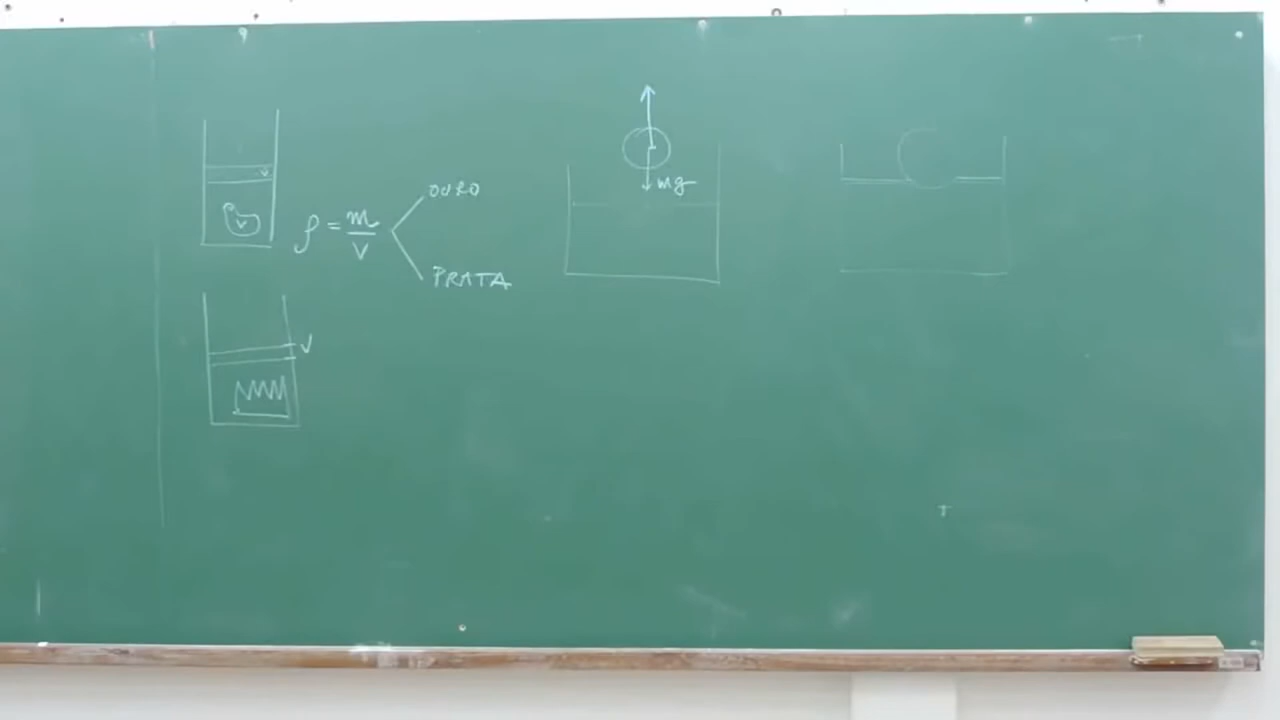 v
v
ρ = m/v
OURO
PRATA
v
mg